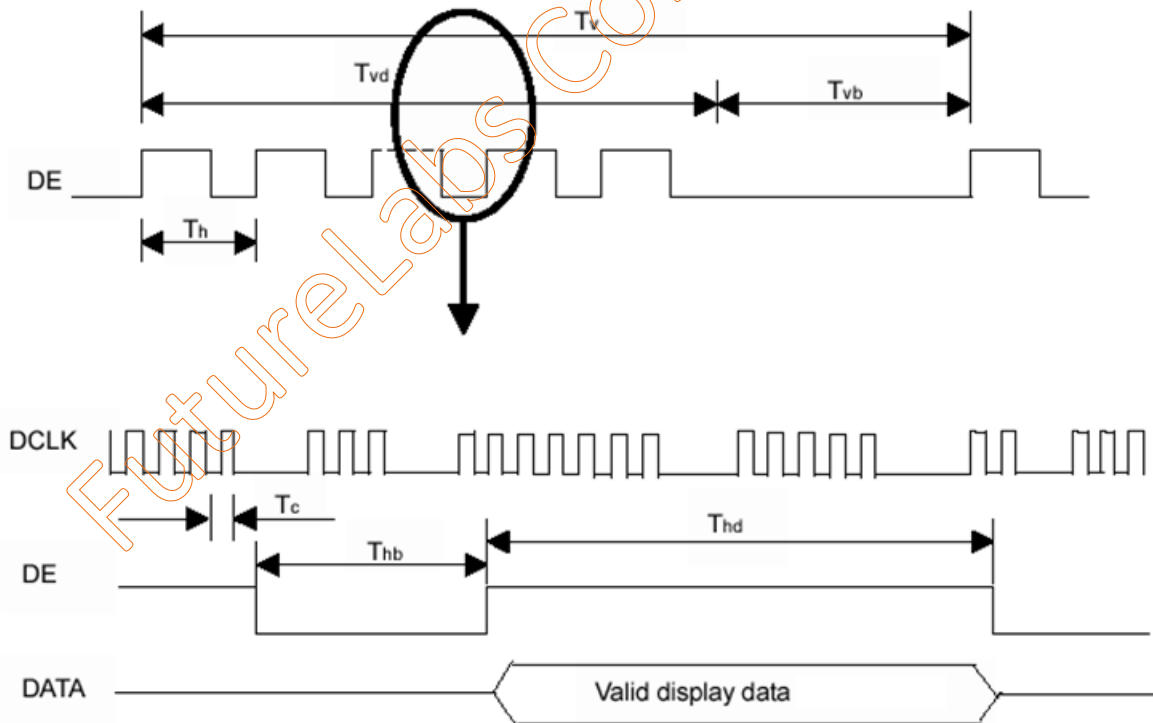 Tv
Tvd
Tvb
DE
Th
DCLK
Tc
Thd
Thb
DE
DATA
Valid display data
FutureLabs Co